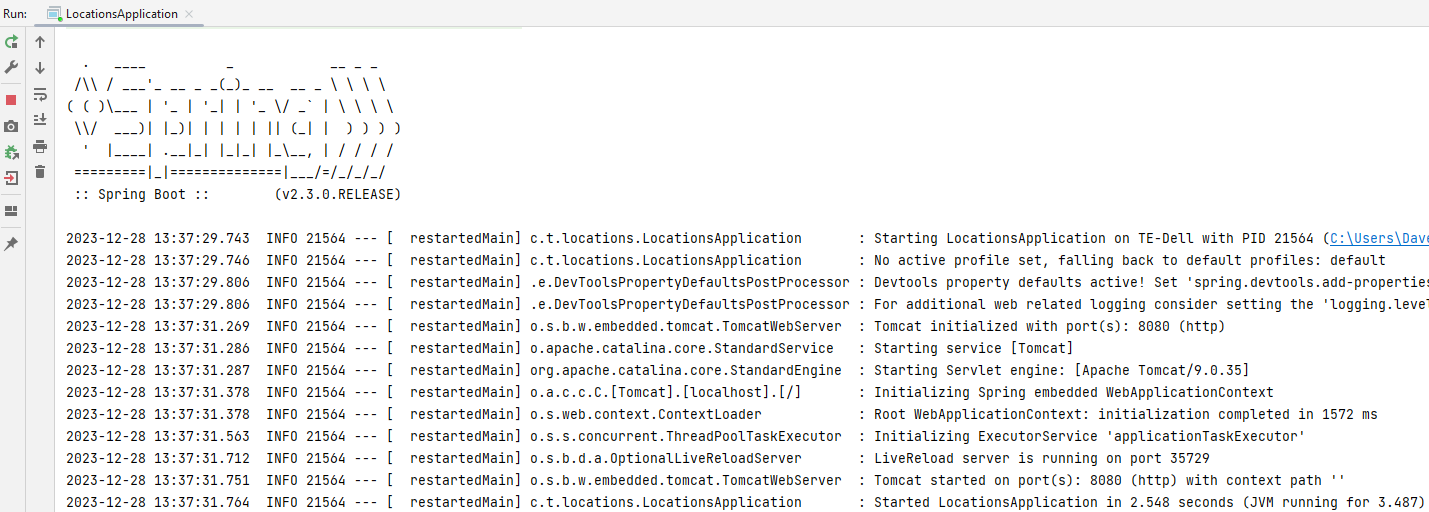 Run: LocationsApplication ×
  .   ____          _            __ _ _
 /\\ / ___'_ __ _ _(_)_ __  __ _ \ \ \ \
( ( )\___ | '_ | '_| | '_ \/ _` | \ \ \ \
 \\/  ___)| |_)| | | | | || (_| |  ) ) ) )
  '  |____| .__|_| |_|_| |_\__, | / / / /
 =========|_|==============|___/=/_/_/_/
 :: Spring Boot ::        (v2.3.0.RELEASE)
2023-12-28 13:37:29.743  INFO 21564 --- [  restartedMain] c.t.locations.LocationsApplication       : Starting LocationsApplication on TE-Dell with PID 21564 (C:\Users\Dave
2023-12-28 13:37:29.746  INFO 21564 --- [  restartedMain] c.t.locations.LocationsApplication       : No active profile set, falling back to default profiles: default
2023-12-28 13:37:29.806  INFO 21564 --- [  restartedMain] .e.DevToolsPropertyDefaultsPostProcessor : Devtools property defaults active! Set 'spring.devtools.add-properties
2023-12-28 13:37:29.806  INFO 21564 --- [  restartedMain] .e.DevToolsPropertyDefaultsPostProcessor : For additional web related logging consider setting the 'logging.level
2023-12-28 13:37:31.269  INFO 21564 --- [  restartedMain] o.s.b.w.embedded.tomcat.TomcatWebServer  : Tomcat initialized with port(s): 8080 (http)
2023-12-28 13:37:31.286  INFO 21564 --- [  restartedMain] o.apache.catalina.core.StandardService   : Starting service [Tomcat]
2023-12-28 13:37:31.287  INFO 21564 --- [  restartedMain] org.apache.catalina.core.StandardEngine  : Starting Servlet engine: [Apache Tomcat/9.0.35]
2023-12-28 13:37:31.378  INFO 21564 --- [  restartedMain] o.a.c.c.C.[Tomcat].[localhost].[/]       : Initializing Spring embedded WebApplicationContext
2023-12-28 13:37:31.378  INFO 21564 --- [  restartedMain] o.s.web.context.ContextLoader            : Root WebApplicationContext: initialization completed in 1572 ms
2023-12-28 13:37:31.563  INFO 21564 --- [  restartedMain] o.s.s.concurrent.ThreadPoolTaskExecutor  : Initializing ExecutorService 'applicationTaskExecutor'
2023-12-28 13:37:31.712  INFO 21564 --- [  restartedMain] o.s.b.d.a.OptionalLiveReloadServer       : LiveReload server is running on port 35729
2023-12-28 13:37:31.751  INFO 21564 --- [  restartedMain] o.s.b.w.embedded.tomcat.TomcatWebServer  : Tomcat started on port(s): 8080 (http) with context path ''
2023-12-28 13:37:31.764  INFO 21564 --- [  restartedMain] c.t.locations.LocationsApplication       : Started LocationsApplication in 2.548 seconds (JVM running for 3.487)